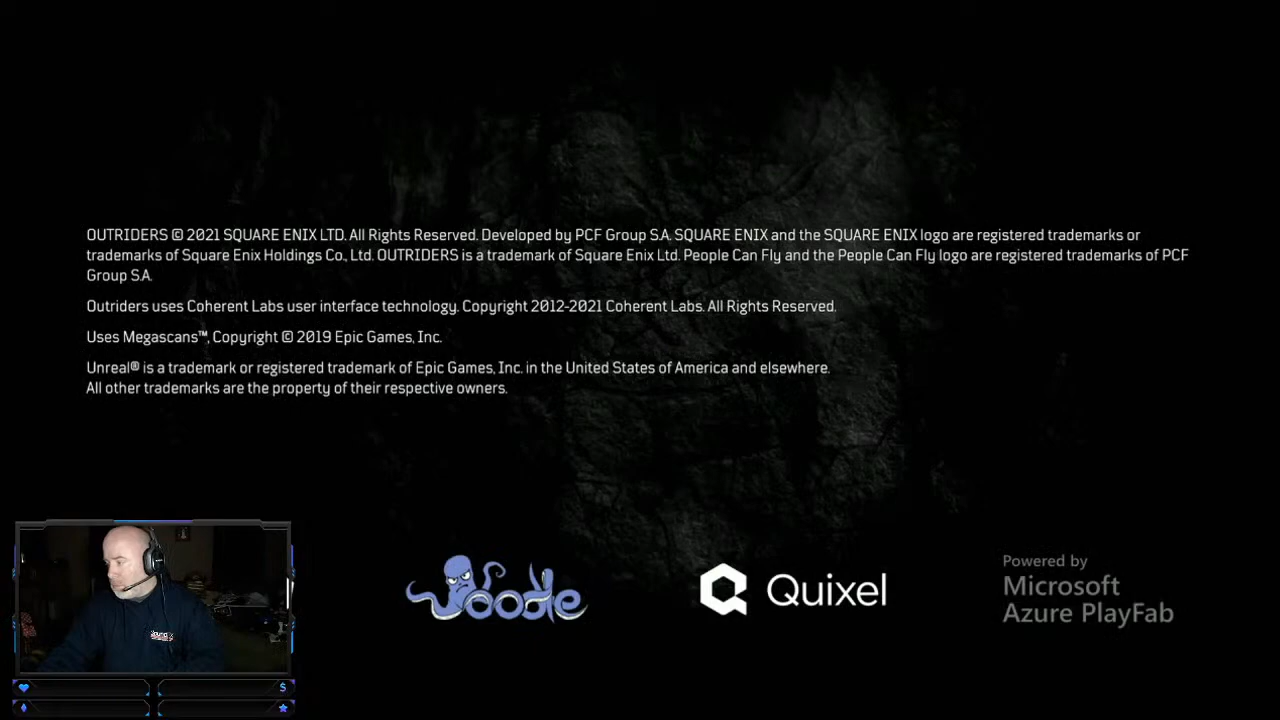 OUTRIDERS © 2021 SQUARE ENIX LTD. All Rights Reserved. Developed by PCF Group S.A. SQUARE ENIX and the SQUARE ENIX logo are registered trademarks or
trademarks of Square Enix Holdings Co., Ltd. OUTRIDERS is a trademark of Square Enix Ltd. People Can Fly and the People Can Fly logo are registered trademarks of PCF
Group S.A.
Outriders uses Coherent Labs user interface technology. Copyright 2012-2021 Coherent Labs. All Rights Reserved.
Uses Megascans™, Copyright © 2019 Epic Games, Inc.
Unreal® is a trademark or registered trademark of Epic Games, Inc. in the United States of America and elsewhere.
All other trademarks are the property of their respective owners.
Oodle
Quixel
Powered by
Microsoft
Azure PlayFab
$